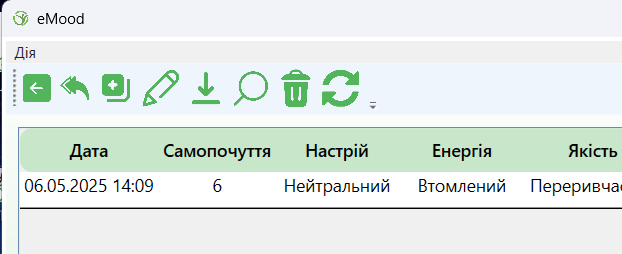 eMood
Дія
Дата Самопочуття Настрій Енергія Якість
06.05.2025 14:09 6 Нейтральний Втомлений